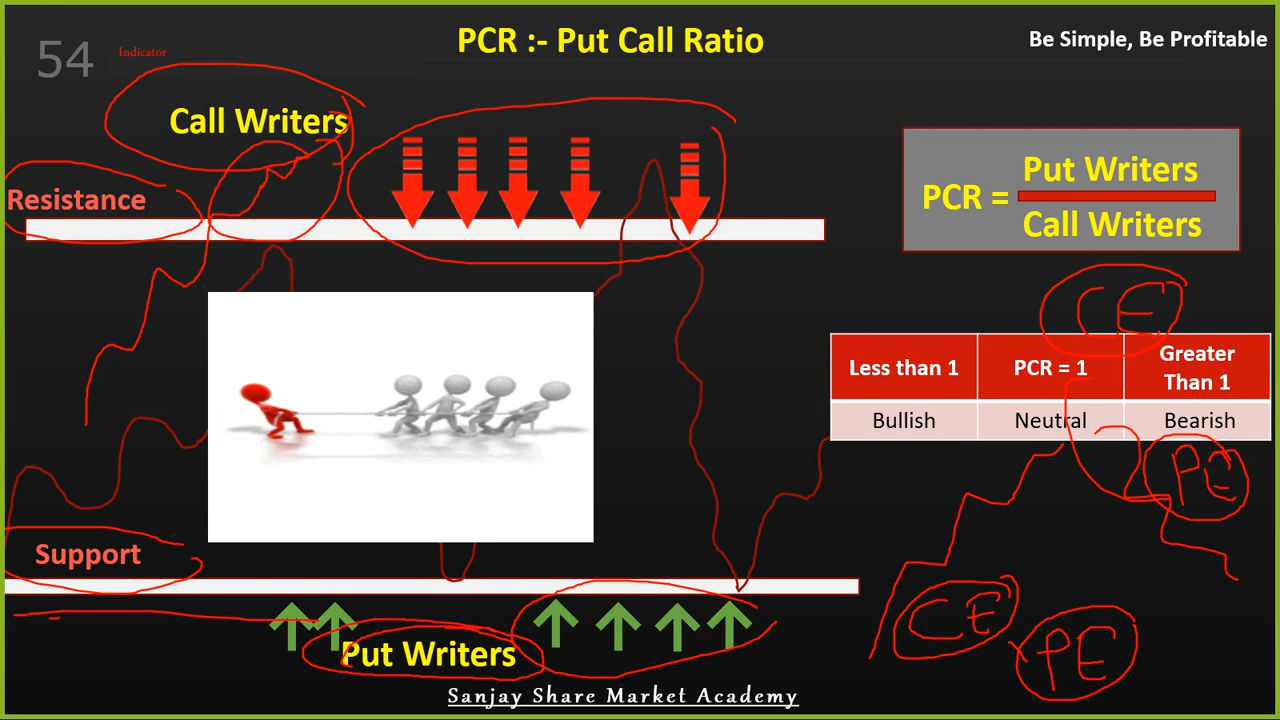 54
Indicator
PCR :- Put Call Ratio
Be Simple, Be Profitable
Call Writers
Resistance
PCR =
Put Writers
Call Writers
CE
Less than 1
PCR = 1
Greater
Than 1
Bullish
Neutral
Bearish
PE
Support
CE
PE
Put Writers
Sanjay Share Market Academy